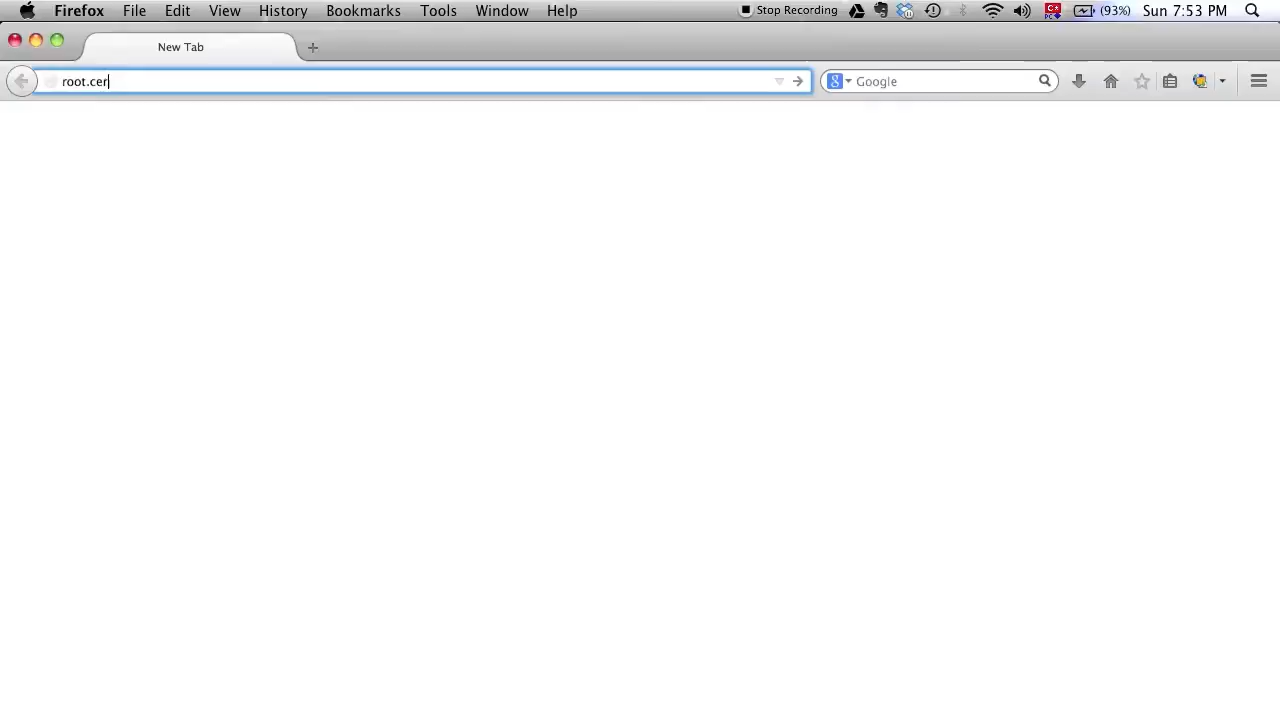 Firefox File Edit View History Bookmarks Tools Window Help Stop Recording (93%) Sun 7:53 PM
New Tab
root.cer Google